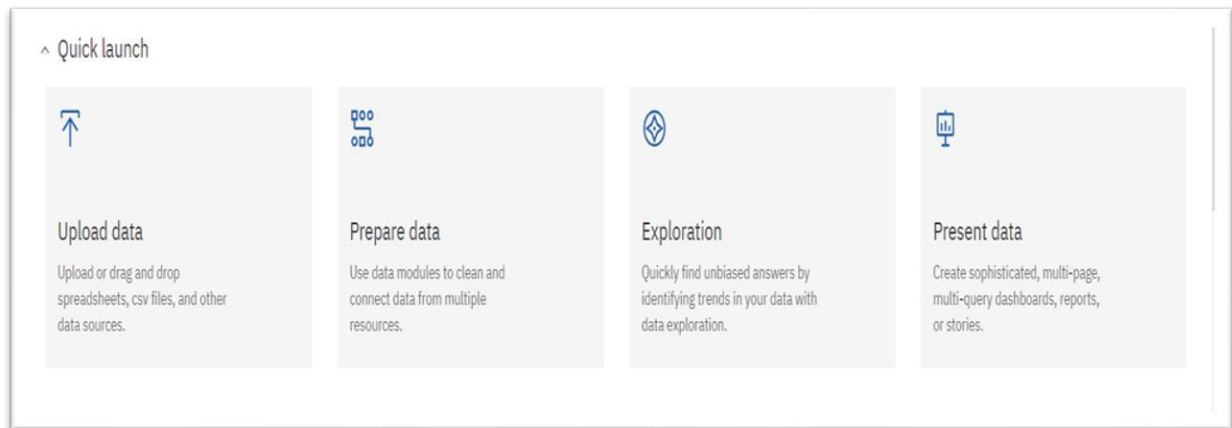 Quick launch
Upload data
Upload or drag and drop
spreadsheets, csv files, and other
data sources.
Prepare data
Use data modules to clean and
connect data from multiple
resources.
Exploration
Quickly find unbiased answers by
identifying trends in your data with
data exploration.
Present data
Create sophisticated, multi-page,
multi-query dashboards, reports,
or stories.